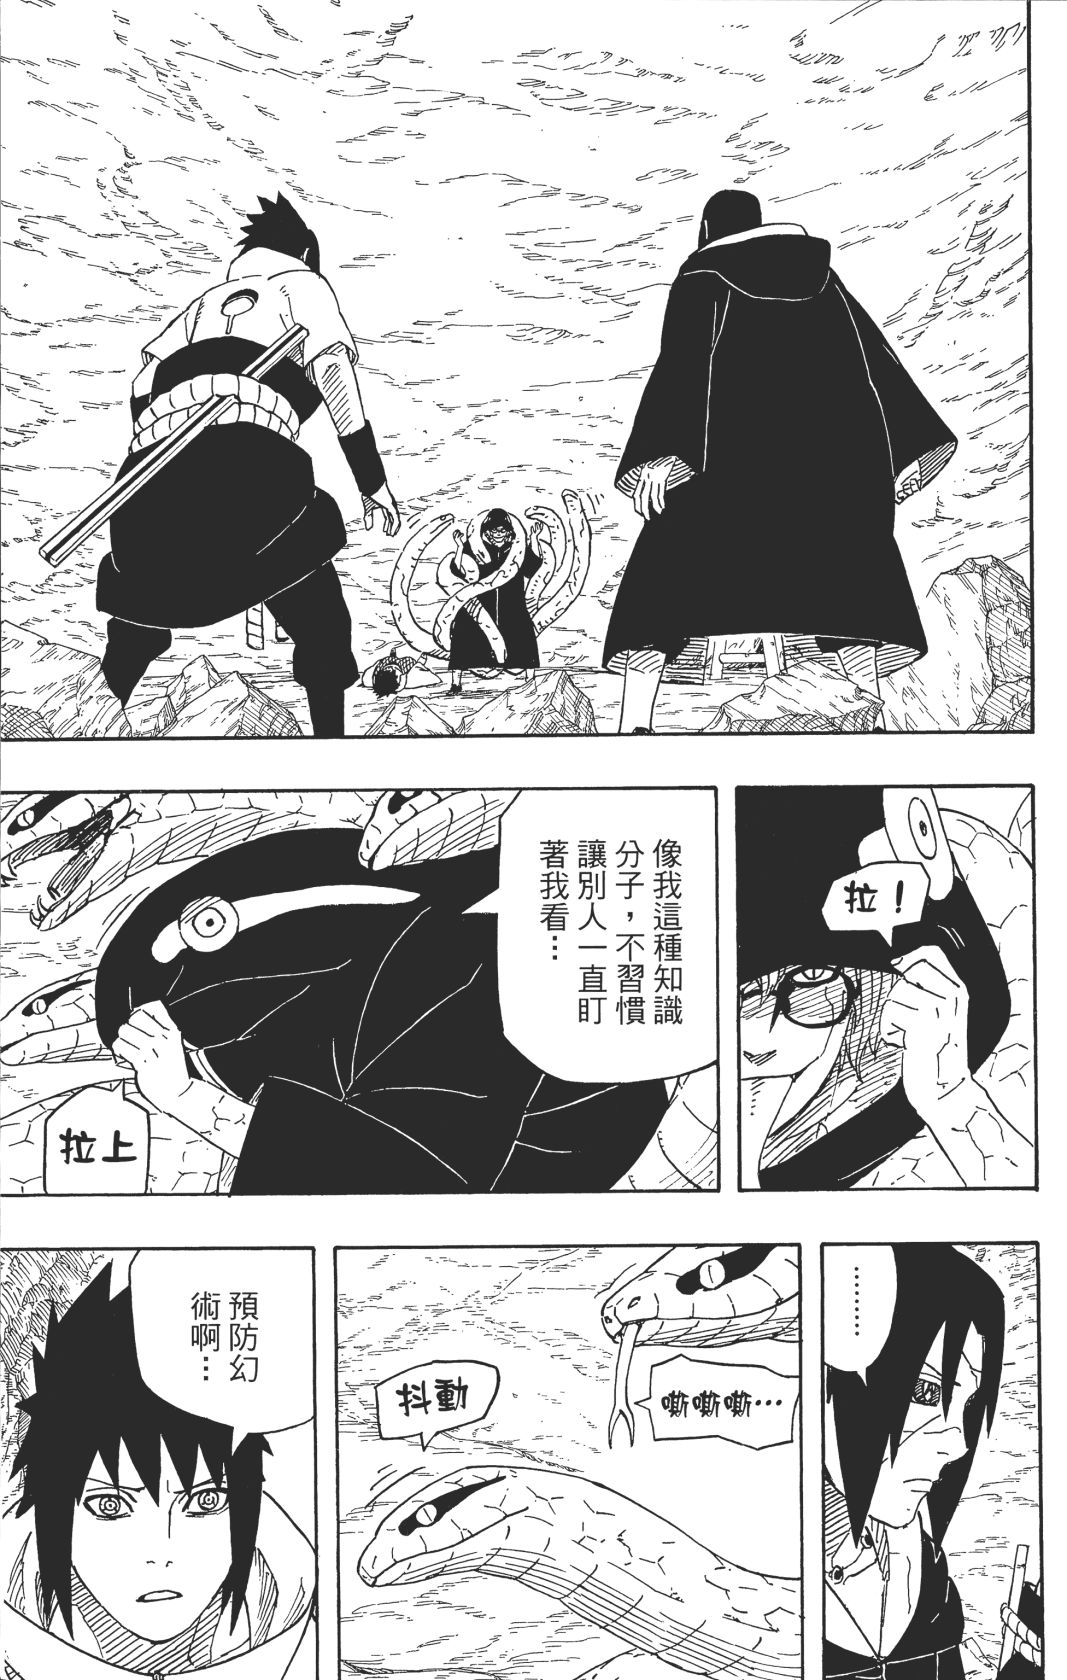 拉！
像我這種知識
分子，不習慣
讓別人一直盯
著我看…
拉上
…………
嘶嘶嘶…
抖動
預防幻
術啊…